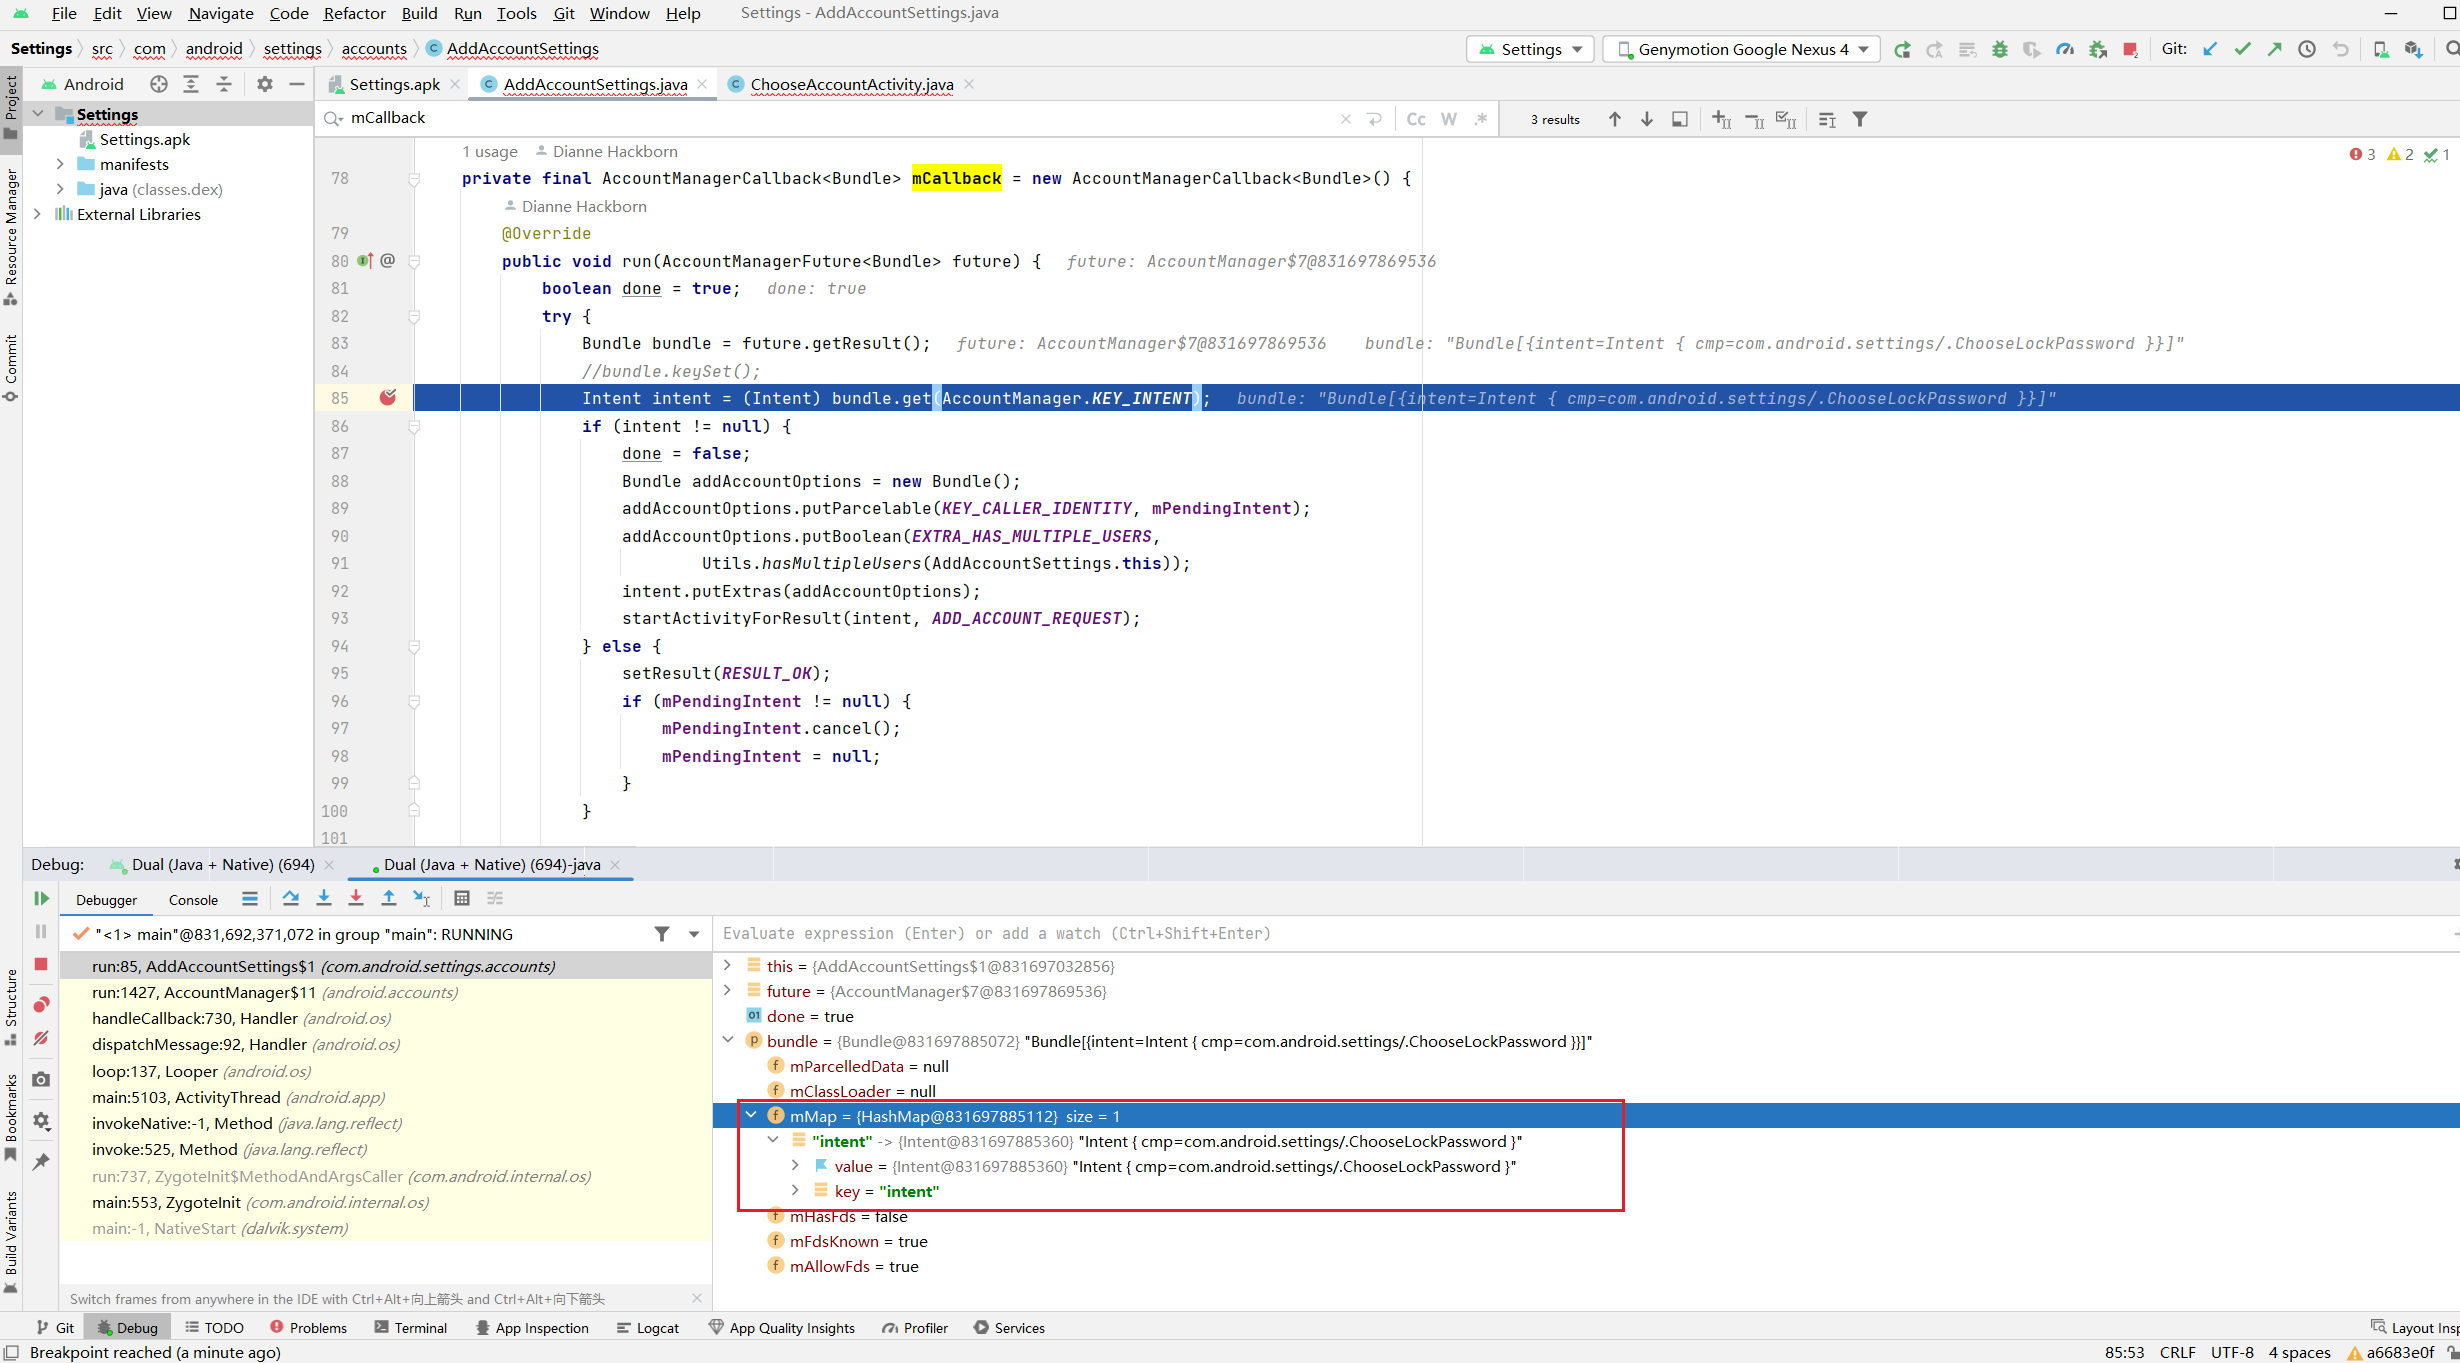 File Edit View Navigate Code Refactor Build Run Tools Git Window Help Settings - AddAccountSettings.java
Settings src com android settings accounts AddAccountSettings Settings Genymotion Google Nexus 4 Git:
Android Settings.apk AddAccountSettings.java ChooseAccountActivity.java
Project
Resource Manager
Commit
Structure
Bookmarks
Build Variants
Settings
Settings.apk
manifests
java (classes.dex)
External Libraries
mCallback Cc W .* 3 results
3 2 1
1 usage Dianne Hackborn
78 private final AccountManagerCallback<Bundle> mCallback = new AccountManagerCallback<Bundle>() {
Dianne Hackborn
79 @Override
80 @ public void run(AccountManagerFuture<Bundle> future) { future: AccountManager$7@831697869536
81 boolean done = true; done: true
82 try {
83 Bundle bundle = future.getResult(); future: AccountManager$7@831697869536 bundle: "Bundle[{intent=Intent { cmp=com.android.settings/.ChooseLockPassword }}]"
84 //bundle.keySet();
85 Intent intent = (Intent) bundle.get(AccountManager.KEY_INTENT); bundle: "Bundle[{intent=Intent { cmp=com.android.settings/.ChooseLockPassword }}]"
86 if (intent != null) {
87 done = false;
88 Bundle addAccountOptions = new Bundle();
89 addAccountOptions.putParcelable(KEY_CALLER_IDENTITY, mPendingIntent);
90 addAccountOptions.putBoolean(EXTRA_HAS_MULTIPLE_USERS,
91 Utils.hasMultipleUsers(AddAccountSettings.this));
92 intent.putExtras(addAccountOptions);
93 startActivityForResult(intent, ADD_ACCOUNT_REQUEST);
94 } else {
95 setResult(RESULT_OK);
96 if (mPendingIntent != null) {
97 mPendingIntent.cancel();
98 mPendingIntent = null;
99 }
100 }
101
Debug: Dual (Java + Native) (694) Dual (Java + Native) (694)-java
Debugger Console
"<1> main"@831,692,371,072 in group "main": RUNNING
run:85, AddAccountSettings$1 (com.android.settings.accounts)
run:1427, AccountManager$11 (android.accounts)
handleCallback:730, Handler (android.os)
dispatchMessage:92, Handler (android.os)
loop:137, Looper (android.os)
main:5103, ActivityThread (android.app)
invokeNative:-1, Method (java.lang.reflect)
invoke:525, Method (java.lang.reflect)
run:737, ZygoteInit$MethodAndArgsCaller (com.android.internal.os)
main:553, ZygoteInit (com.android.internal.os)
main:-1, NativeStart (dalvik.system)
Switch frames from anywhere in the IDE with Ctrl+Alt+向上箭头 and Ctrl+Alt+向下箭头
Evaluate expression (Enter) or add a watch (Ctrl+Shift+Enter)
this = {AddAccountSettings$1@831697032856}
future = {AccountManager$7@831697869536}
01 done = true
p bundle = {Bundle@831697885072} "Bundle[{intent=Intent { cmp=com.android.settings/.ChooseLockPassword }}]"
f mParcelledData = null
f mClassLoader = null
f mMap = {HashMap@831697885112} size = 1
"intent" -> {Intent@831697885360} "Intent { cmp=com.android.settings/.ChooseLockPassword }"
value = {Intent@831697885360} "Intent { cmp=com.android.settings/.ChooseLockPassword }"
key = "intent"
f mHasFds = false
f mFdsKnown = true
f mAllowFds = true
Git Debug TODO Problems Terminal App Inspection Logcat App Quality Insights Profiler Services Layout Insp
Breakpoint reached (a minute ago) 85:53 CRLF UTF-8 4 spaces a6683e0f